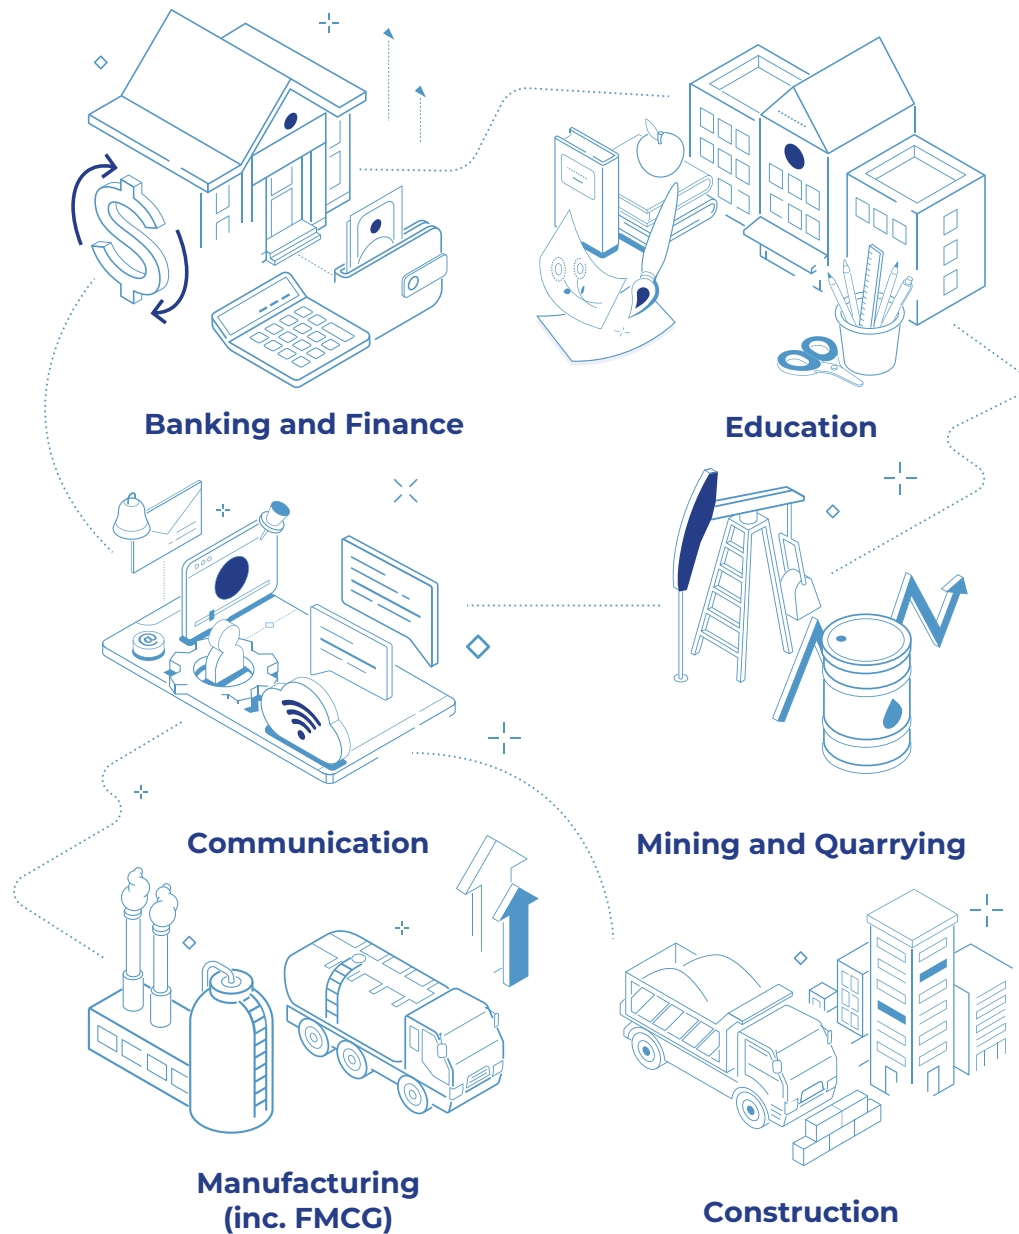 Banking and Finance
Education
@
Communication
Mining and Quarrying
Manufacturing
(inc. FMCG)
Construction